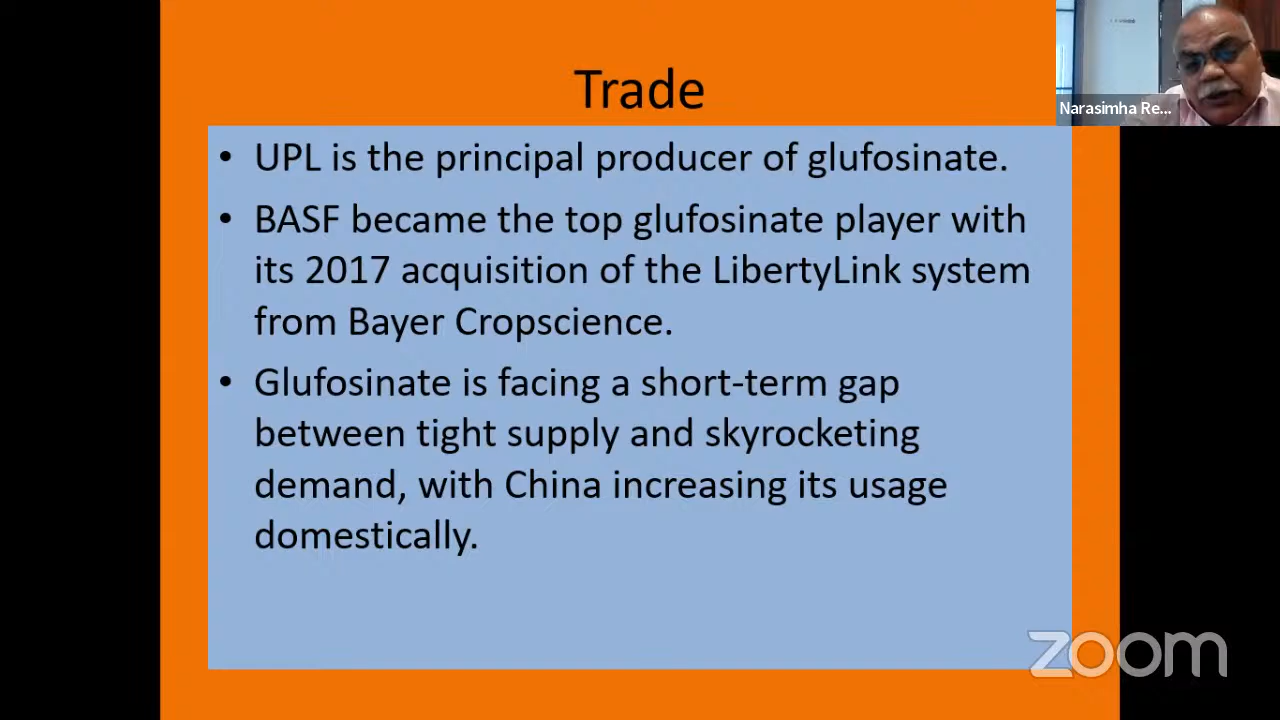 Trade
Narasimha Re...
• UPL is the principal producer of glufosinate.
• BASF became the top glufosinate player with
its 2017 acquisition of the LibertyLink system
from Bayer Cropscience.
• Glufosinate is facing a short-term gap
between tight supply and skyrocketing
demand, with China increasing its usage
domestically.
zoom